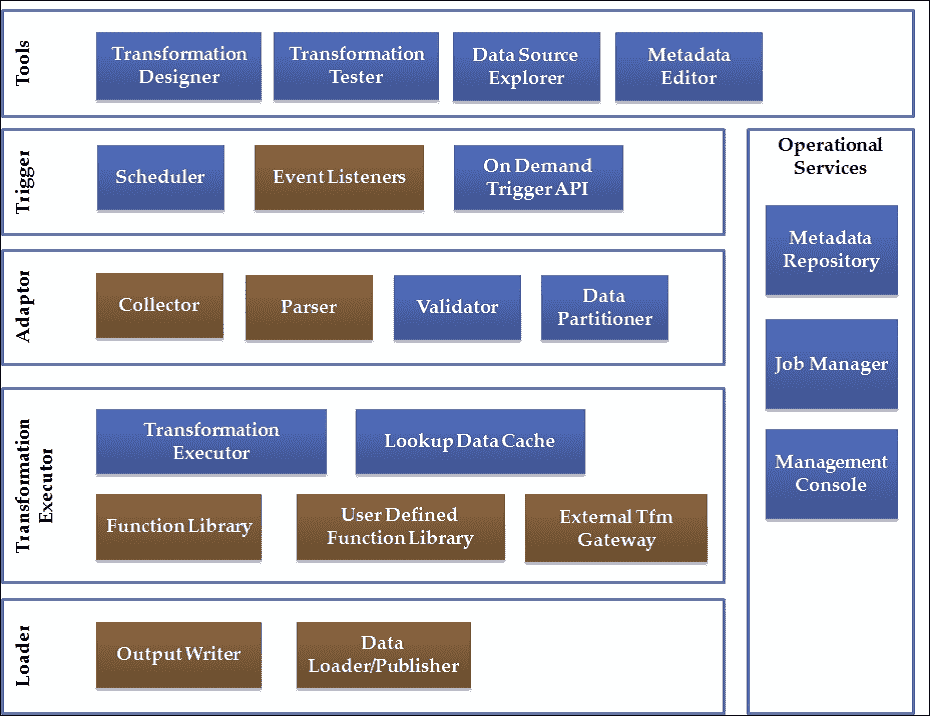 Tools
Transformation
Designer
Transformation
Tester
Data Source
Explorer
Metadata
Editor
Trigger
Scheduler
Event Listeners
On Demand
Trigger API
Adaptor
Collector
Parser
Validator
Data
Partitioner
Transformation
Executor
Transformation
Executor
Lookup Data Cache
Function Library
User Defined
Function Library
External Tfm
Gateway
Loader
Output Writer
Data
Loader/Publisher
Operational
Services
Metadata
Repository
Job Manager
Management
Console